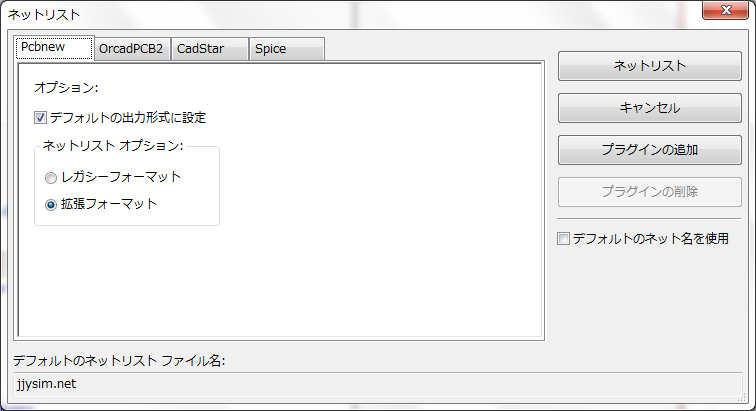 ネットリスト
Pcbnew
OrcadPCB2
CadStar
Spice
オプション:
デフォルトの出力形式に設定
ネットリスト オプション:
レガシーフォーマット
拡張フォーマット
ネットリスト
キャンセル
プラグインの追加
プラグインの削除
デフォルトのネット名を使用
デフォルトのネットリスト ファイル名:
jjysim.net